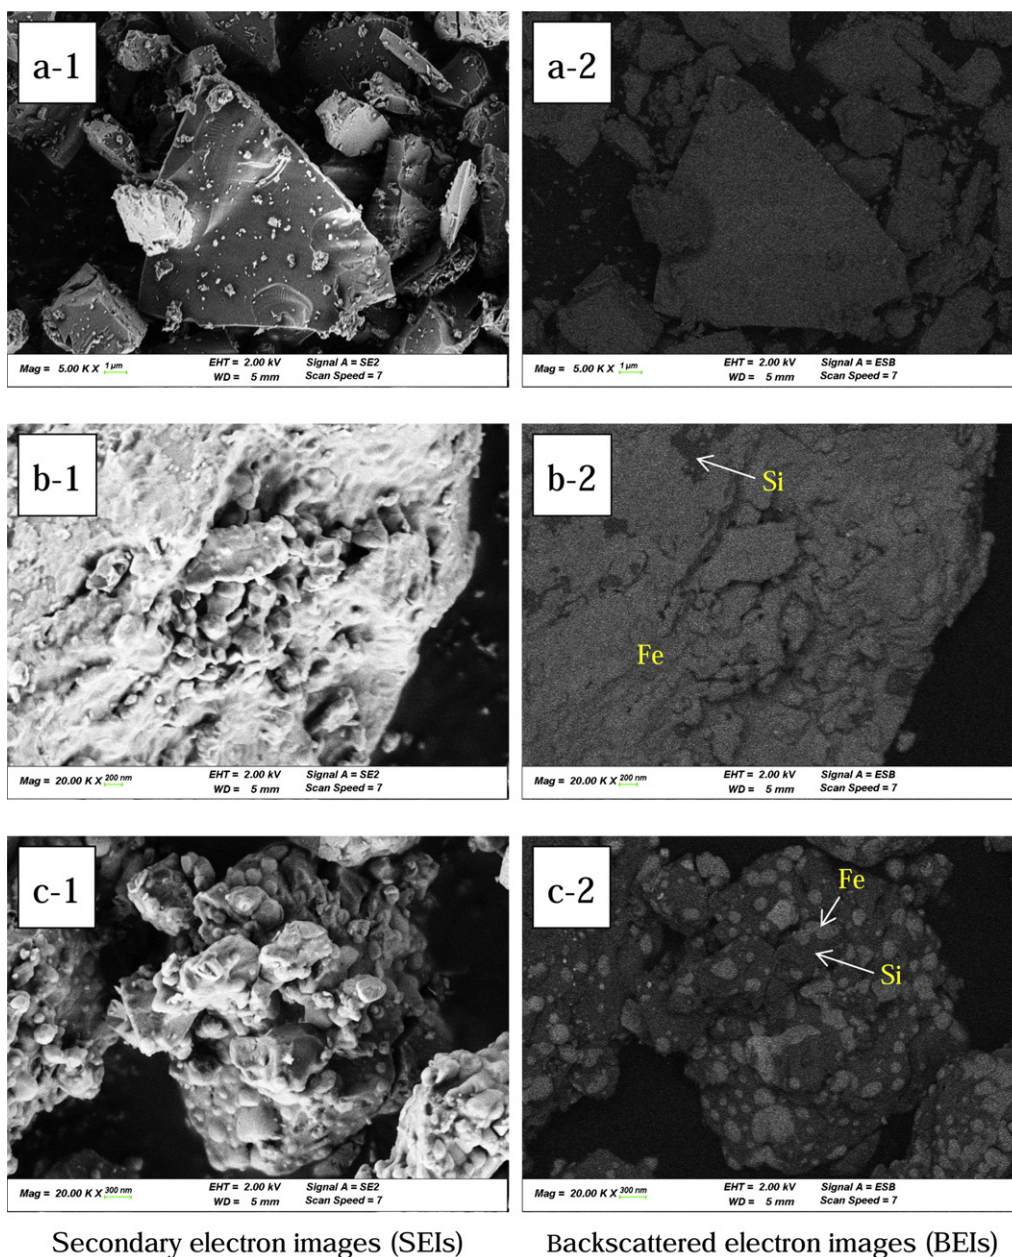 a-1
a-2
Mag = 5.00 K X 1 µm EHT = 2.00 kV Signal A = SE2
WD = 5 mm Scan Speed = 7
Mag = 5.00 K X 1 µm EHT = 2.00 kV Signal A = ESB
WD = 5 mm Scan Speed = 7
b-1
b-2
Si
Fe
Mag = 20.00 K X 200 nm EHT = 2.00 kV Signal A = SE2
WD = 5 mm Scan Speed = 7
Mag = 20.00 K X 200 nm EHT = 2.00 kV Signal A = ESB
WD = 5 mm Scan Speed = 7
c-1
c-2
Fe
Si
Mag = 20.00 K X 300 nm EHT = 2.00 kV Signal A = SE2
WD = 5 mm Scan Speed = 7
Mag = 20.00 K X 300 nm EHT = 2.00 kV Signal A = ESB
WD = 5 mm Scan Speed = 7
Secondary electron images (SEIs)
Backscattered electron images (BEIs)